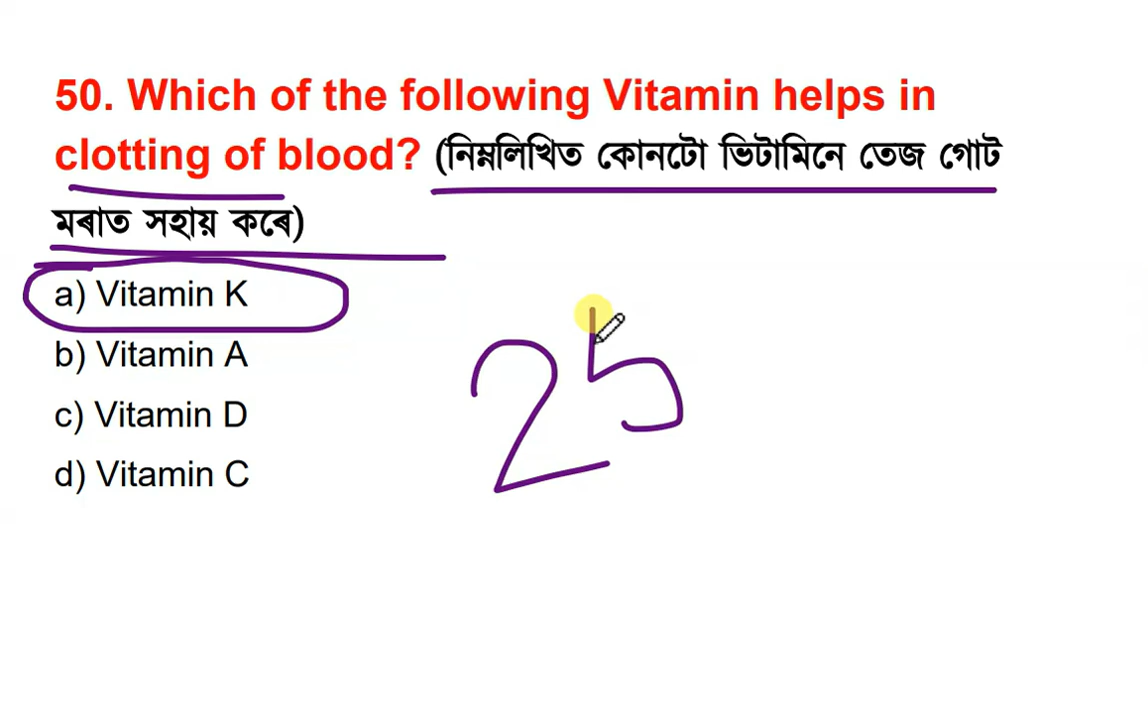 50. Which of the following Vitamin helps in
clotting of blood? (নিম্নলিখিত কোনটো ভিটামিনে তেজ গোট
মৰাত সহায় কৰে)
a) Vitamin K
b) Vitamin A
c) Vitamin D
d) Vitamin C
25